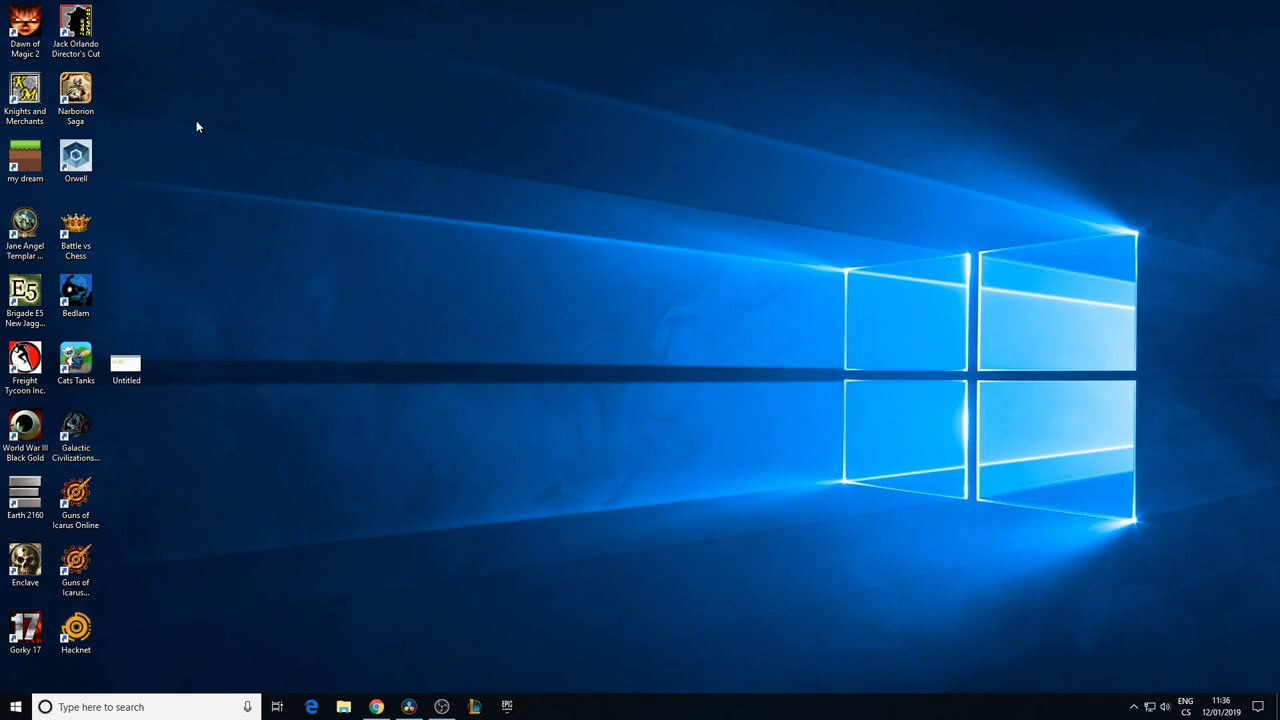 Dawn of
Magic 2
Jack Orlando
Director's Cut
Knights and
Merchants
Narborion
Saga
my dream
Orwell
Jane Angel
Templar ...
Battle vs
Chess
E5
Brigade E5
New Jagg...
Bedlam
Freight
Tycoon Inc.
Cats Tanks
Untitled
World War III
Black Gold
Galactic
Civilizations...
Earth 2160
Guns of
Icarus Online
Enclave
Guns of
Icarus...
17
Gorky 17
Hacknet
Type here to search
EPIC
ENG
CS
11:36
12/01/2019